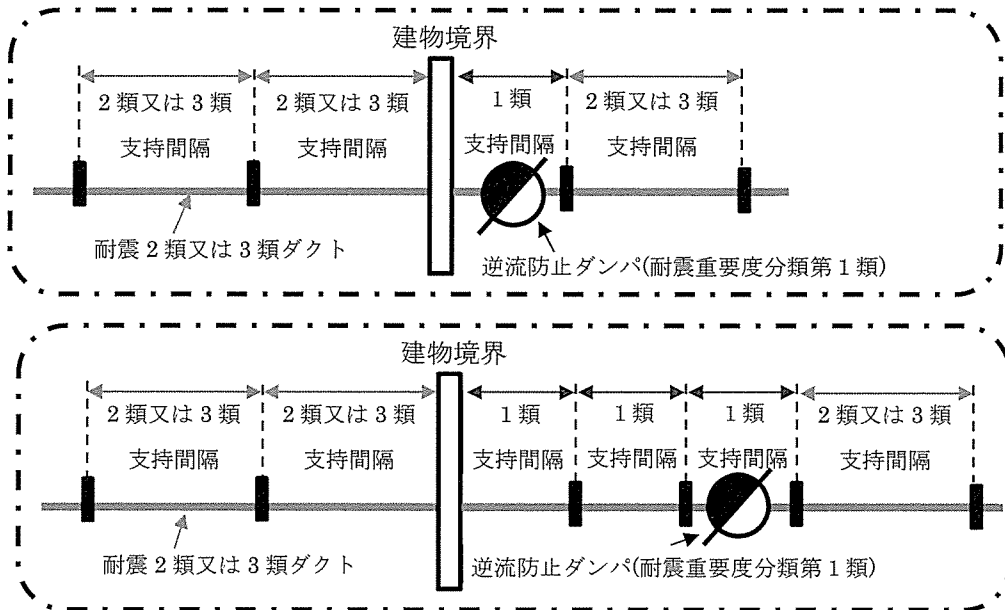 建物境界
2類又は3類 2類又は3類 1類 2類又は3類
支持間隔 支持間隔 支持間隔 支持間隔
耐震2類又は3類ダクト
逆流防止ダンパ(耐震重要度分類第1類)
建物境界
2類又は3類 2類又は3類 1類 1類 1類 2類又は3類
支持間隔 支持間隔 支持間隔 支持間隔 支持間隔 支持間隔
耐震2類又は3類ダクト
逆流防止ダンパ(耐震重要度分類第1類)